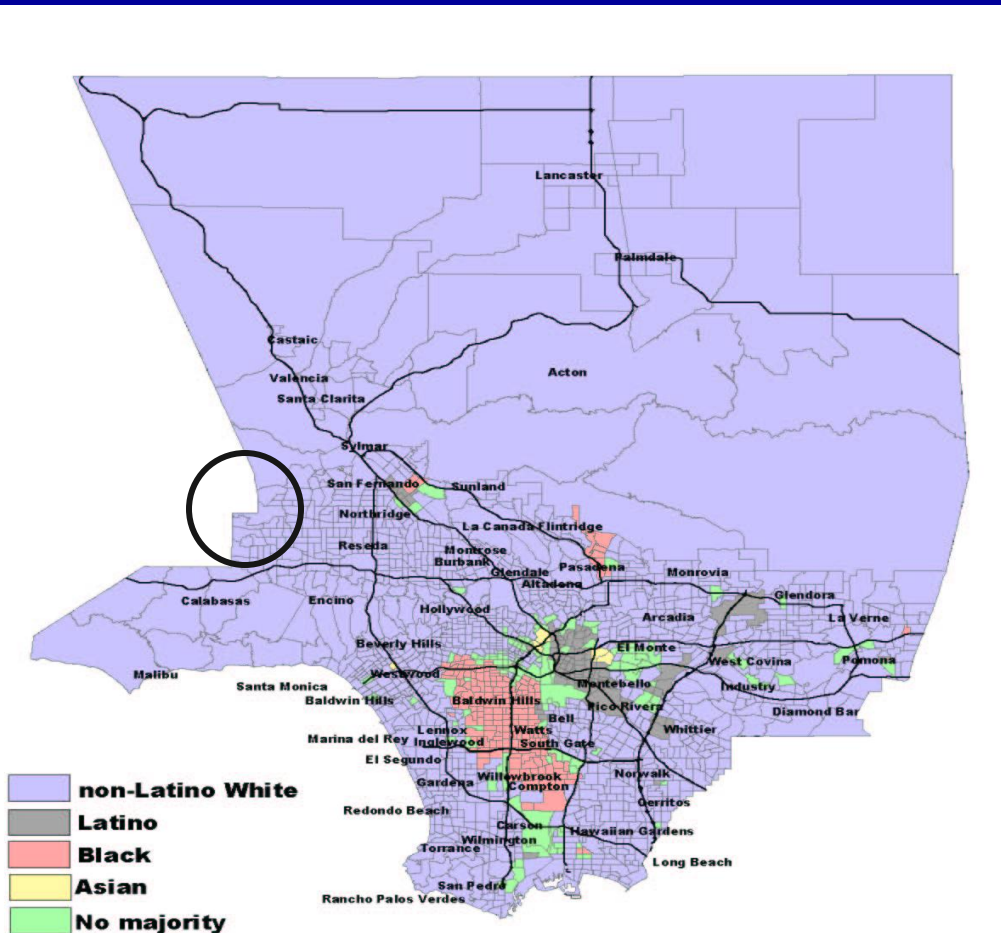 Lancaster
Palmdale
Castaic
Acton
Valencia
Santa Clarita
Sylmar
San Fernando
Sunland
Northbridge
La Canada Flintridge
Reseda
Montrose
Burbank
Pasadena
Glendale
Monrovia
Altadena
Calabasas
Encino
Glendora
Hollywood
Arcadia
La Verne
Beverly Hills
El Monte
Pomona
West Covina
Malibu
Westwood
Santa Monica
Montebello
Industry
Baldwin Hills
Baldwin Hills
Pico Rivera
Diamond Bar
Bell
Lennox
Watts
Whittier
Marina del Rey
Inglewood
South Gate
El Segundo
Willowbrook
Norwalk
Gardena
Compton
non-Latino White
Cerritos
Redondo Beach
Latino
Carson
Hawaiian Gardens
Wilmington
Torrance
Black
Long Beach
San Pedro
Asian
Rancho Palos Verdes
No majority